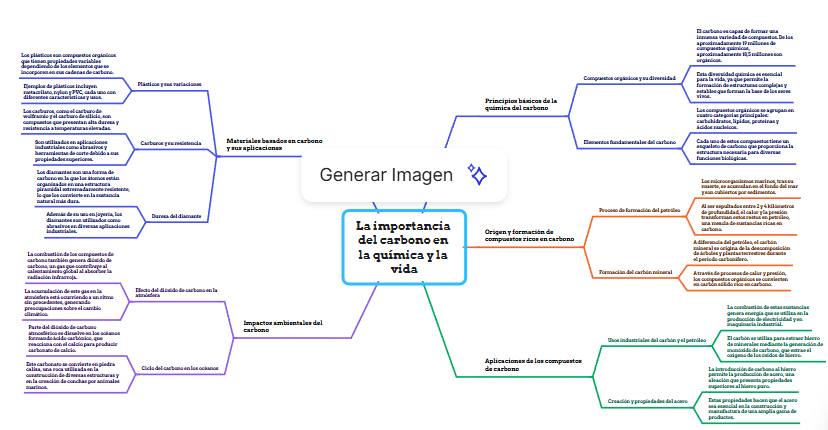 Los plásticos son compuestos orgánicos
que tienen propiedades variables
dependiendo de los elementos que se
incorporen en sus cadenas de carbono.
Plásticos y sus variaciones
Ejemplos de plásticos incluyen
metacrilato, nylon y PVC, cada uno con
diferentes características y usos.
Los carburos, como el carburo de
wolframio y el carburo de silicio, son
compuestos que presentan alta dureza y
resistencia a temperaturas elevadas.
Carburos y su resistencia
Son utilizados en aplicaciones
industriales como abrasivos y
herramientas de corte debido a sus
propiedades superiores.
Materiales basados en carbono
y sus aplicaciones
Los diamantes son una forma de
carbono en la que los átomos están
organizados en una estructura
piramidal extremadamente resistente,
lo que los convierte en la sustancia
natural más dura.
Dureza del diamante
Además de su uso en joyería, los
diamantes son utilizados como
abrasivos en diversas aplicaciones
industriales.
La combustión de los compuestos de
carbono también genera dióxido de
carbono, un gas que contribuye al
calentamiento global al absorber la
radiación infrarroja.
Efecto del dióxido de carbono en la
atmósfera
La acumulación de este gas en la
atmósfera está ocurriendo a un ritmo
sin precedentes, generando
preocupaciones sobre el cambio
climático.
Impactos ambientales del
carbono
Parte del dióxido de carbono
atmosférico se disuelve en los océanos
formando ácido carbónico, que
reacciona con el calcio para producir
carbonato de calcio.
Ciclo del carbono en los océanos
Este carbonato se convierte en piedra
caliza, una roca utilizada en la
construcción de diversas estructuras y
en la creación de conchas por animales
marinos.
Generar Imagen
La importancia
del carbono en
la química y la
vida
El carbono es capaz de formar una
inmensa variedad de compuestos. De los
aproximadamente 19 millones de
compuestos químicos,
aproximadamente 18,5 millones son
orgánicos.
Compuestos orgánicos y su diversidad
Esta diversidad química es esencial
para la vida, ya que permite la
formación de estructuras complejas y
estables que forman la base de los seres
vivos.
Principios básicos de la
química del carbono
Los compuestos orgánicos se agrupan en
cuatro categorías principales:
carbohidratos, lípidos, proteínas y
ácidos nucleicos.
Elementos fundamentales del carbono
Cada uno de estos compuestos tiene un
esqueleto de carbono que proporciona la
estructura necesaria para diversas
funciones biológicas.
Los microorganismos marinos, tras su
muerte, se acumulan en el fondo del mar
y son cubiertos por sedimentos.
Proceso de formación del petróleo
Al ser sepultados entre 2 y 4 kilómetros
de profundidad, el calor y la presión
transforman estos restos en petróleo,
una mezcla de sustancias ricas en
carbono.
Origen y formación de
compuestos ricos en carbono
A diferencia del petróleo, el carbón
mineral se origina de la descomposición
de árboles y plantas terrestres durante
el período carbonífero.
Formación del carbón mineral
A través de procesos de calor y presión,
los compuestos orgánicos se convierten
en carbón sólido rico en carbono.
La combustión de estas sustancias
genera energía que se utiliza en la
producción de electricidad y en
maquinaria industrial.
Usos industriales del carbón y el petróleo
El carbón se utiliza para extraer hierro
de minerales mediante la generación de
monóxido de carbono, que extrae el
oxígeno de los óxidos de hierro.
Aplicaciones de los compuestos
de carbono
La introducción de carbono al hierro
permite la producción de acero, una
aleación que presenta propiedades
superiores al hierro puro.
Creación y propiedades del acero
Estas propiedades hacen que el acero
sea esencial en la construcción y
manufactura de una amplia gama de
productos.